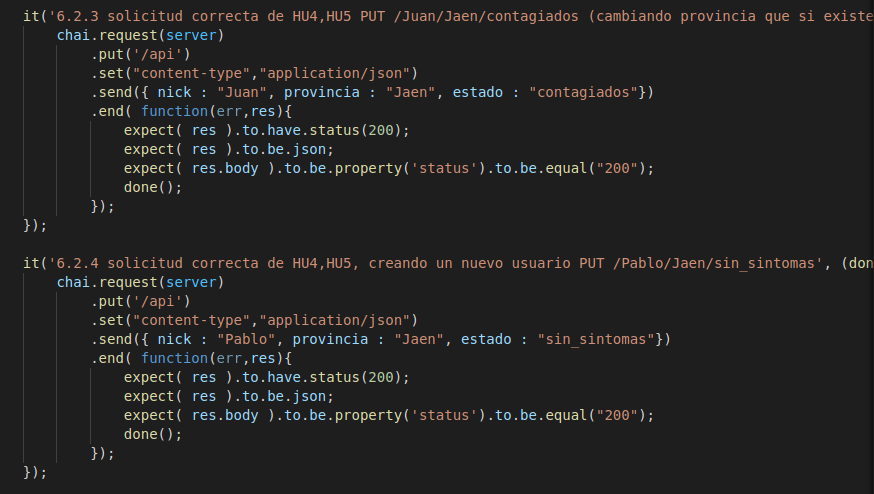 it('6.2.3 solicitud correcta de HU4,HU5 PUT /Juan/Jaen/contagiados (cambiando provincia que si existe
chai.request(server)
.put('/api')
.set("content-type","application/json")
.send({ nick : "Juan", provincia : "Jaen", estado : "contagiados"})
.end( function(err,res){
expect( res ).to.have.status(200);
expect( res ).to.be.json;
expect( res.body ).to.be.property('status').to.be.equal("200");
done();
});
});
it('6.2.4 solicitud correcta de HU4,HU5, creando un nuevo usuario PUT /Pablo/Jaen/sin_sintomas', (don
chai.request(server)
.put('/api')
.set("content-type","application/json")
.send({ nick : "Pablo", provincia : "Jaen", estado : "sin_sintomas"})
.end( function(err,res){
expect( res ).to.have.status(200);
expect( res ).to.be.json;
expect( res.body ).to.be.property('status').to.be.equal("200");
done();
});
});